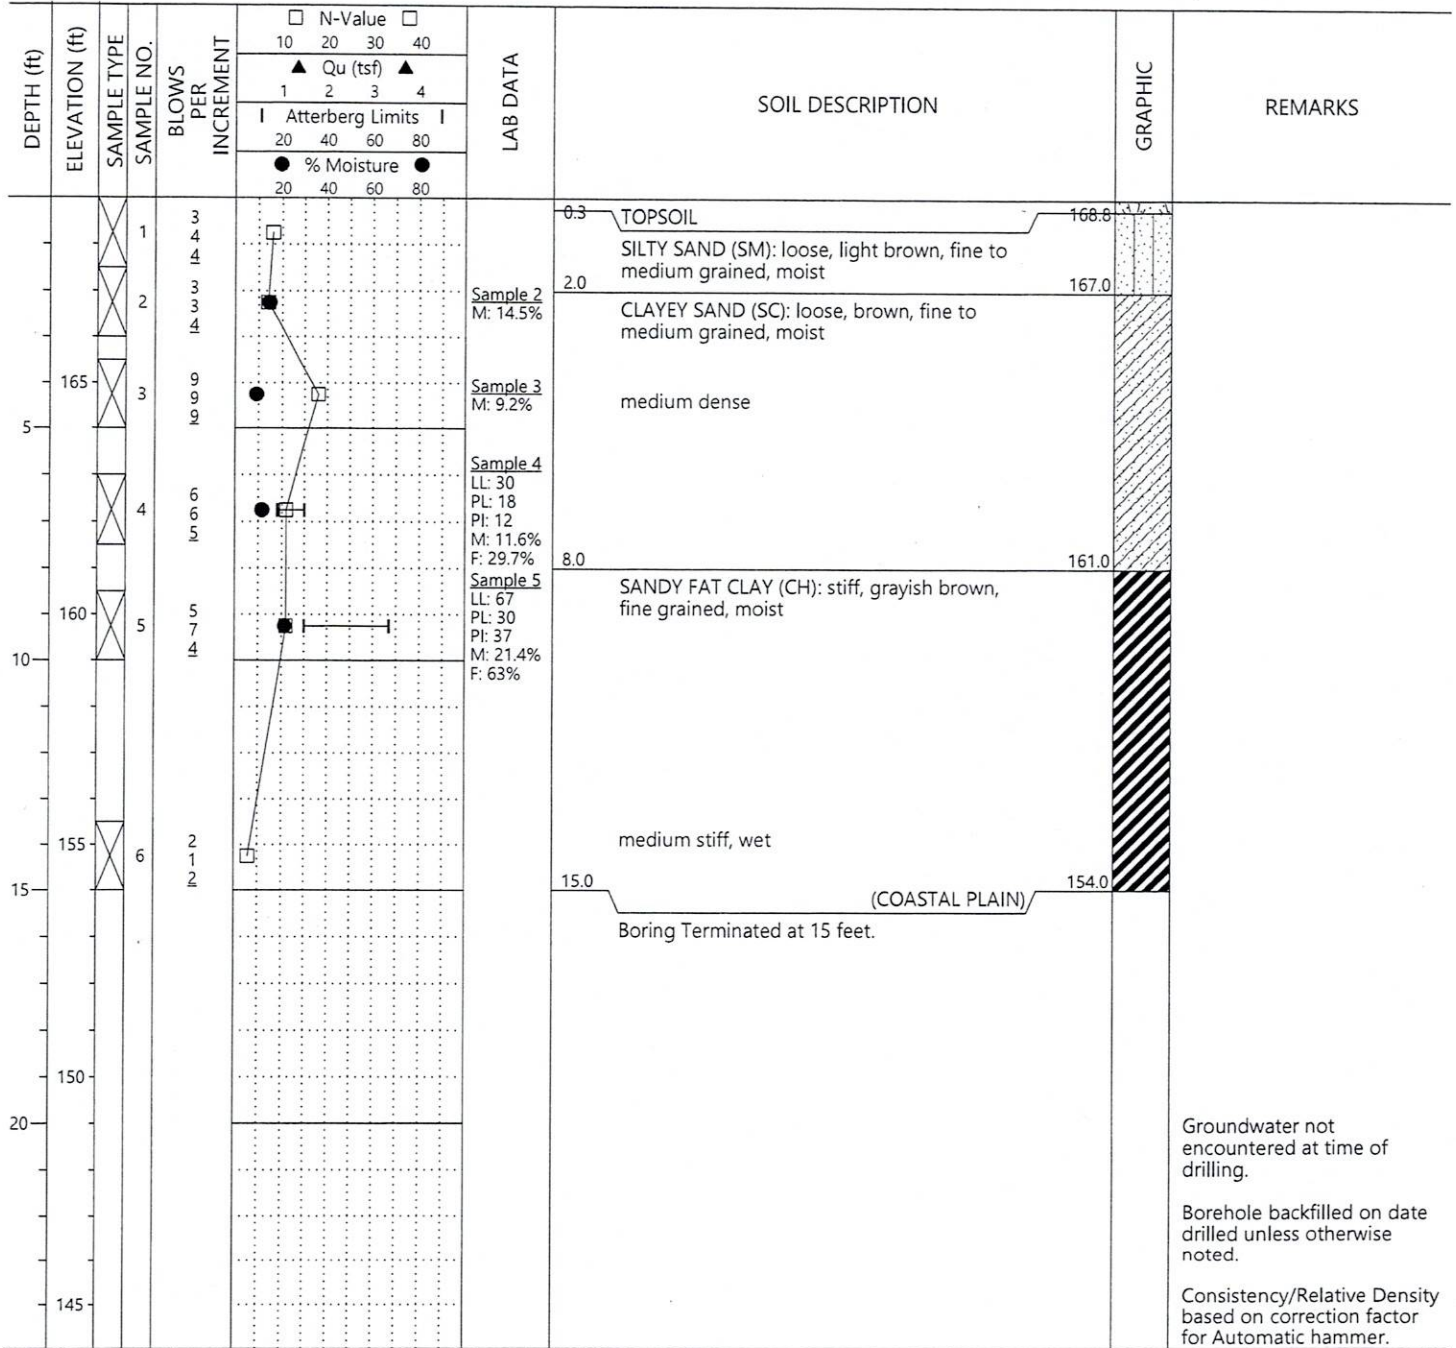 DEPTH (ft)
ELEVATION (ft)
SAMPLE TYPE
SAMPLE NO.
BLOWS
PER
INCREMENT
N-Value
10 20 30 40
Qu (tsf)
1 2 3 4
Atterberg Limits
20 40 60 80
% Moisture
20 40 60 80
LAB DATA
SOIL DESCRIPTION
GRAPHIC
REMARKS
0.3 TOPSOIL 168.8
1
3
4
4
SILTY SAND (SM): loose, light brown, fine to
medium grained, moist
2.0 167.0
2
3
3
4
Sample 2
M: 14.5%
CLAYEY SAND (SC): loose, brown, fine to
medium grained, moist
165
3
9
9
9
Sample 3
M: 9.2%
medium dense
5
4
6
6
5
Sample 4
LL: 30
PL: 18
PI: 12
M: 11.6%
F: 29.7%
8.0 161.0
160
5
5
7
4
Sample 5
LL: 67
PL: 30
PI: 37
M: 21.4%
F: 63%
SANDY FAT CLAY (CH): stiff, grayish brown,
fine grained, moist
10
155
6
2
1
2
medium stiff, wet
15
15.0 154.0
(COASTAL PLAIN)
Boring Terminated at 15 feet.
150
20
145
Groundwater not
encountered at time of
drilling.
Borehole backfilled on date
drilled unless otherwise
noted.
Consistency/Relative Density
based on correction factor
for Automatic hammer.